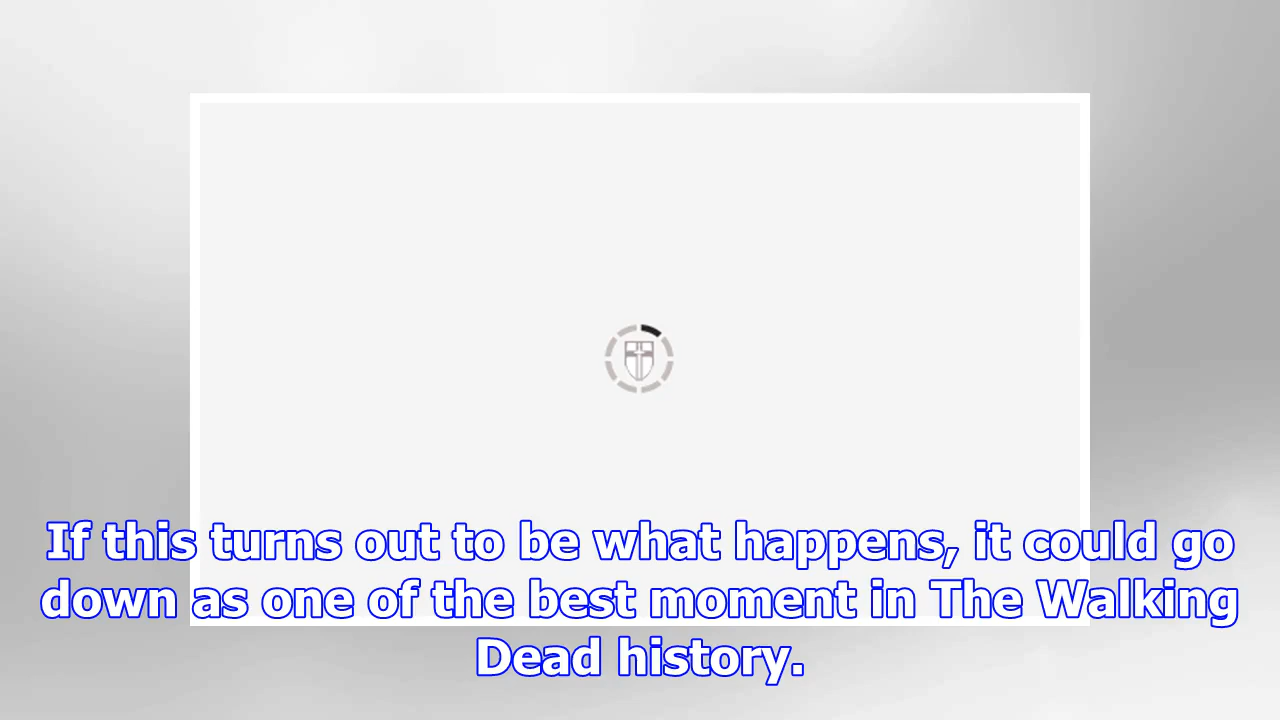 If this turns out to be what happens, it could go
down as one of the best moment in The Walking
Dead history.